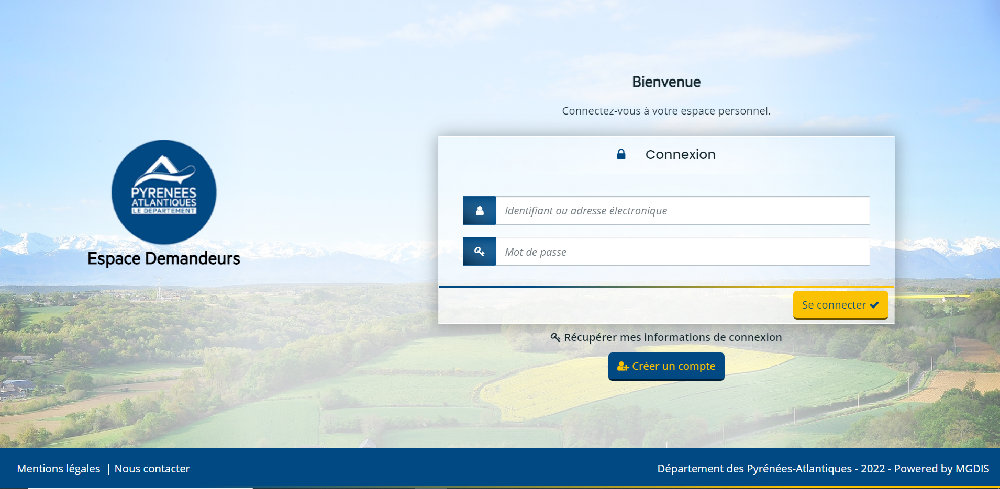 Bienvenue
Connectez-vous à votre espace personnel.
Connexion
Identifiant ou adresse électronique
Mot de passe
Se connecter
Récupérer mes informations de connexion
Créer un compte
PYRENEES
ATLANTIQUES
LE DEPARTEMENT
Espace Demandeurs
Mentions légales | Nous contacter
Département des Pyrénées-Atlantiques - 2022 - Powered by MGDIS